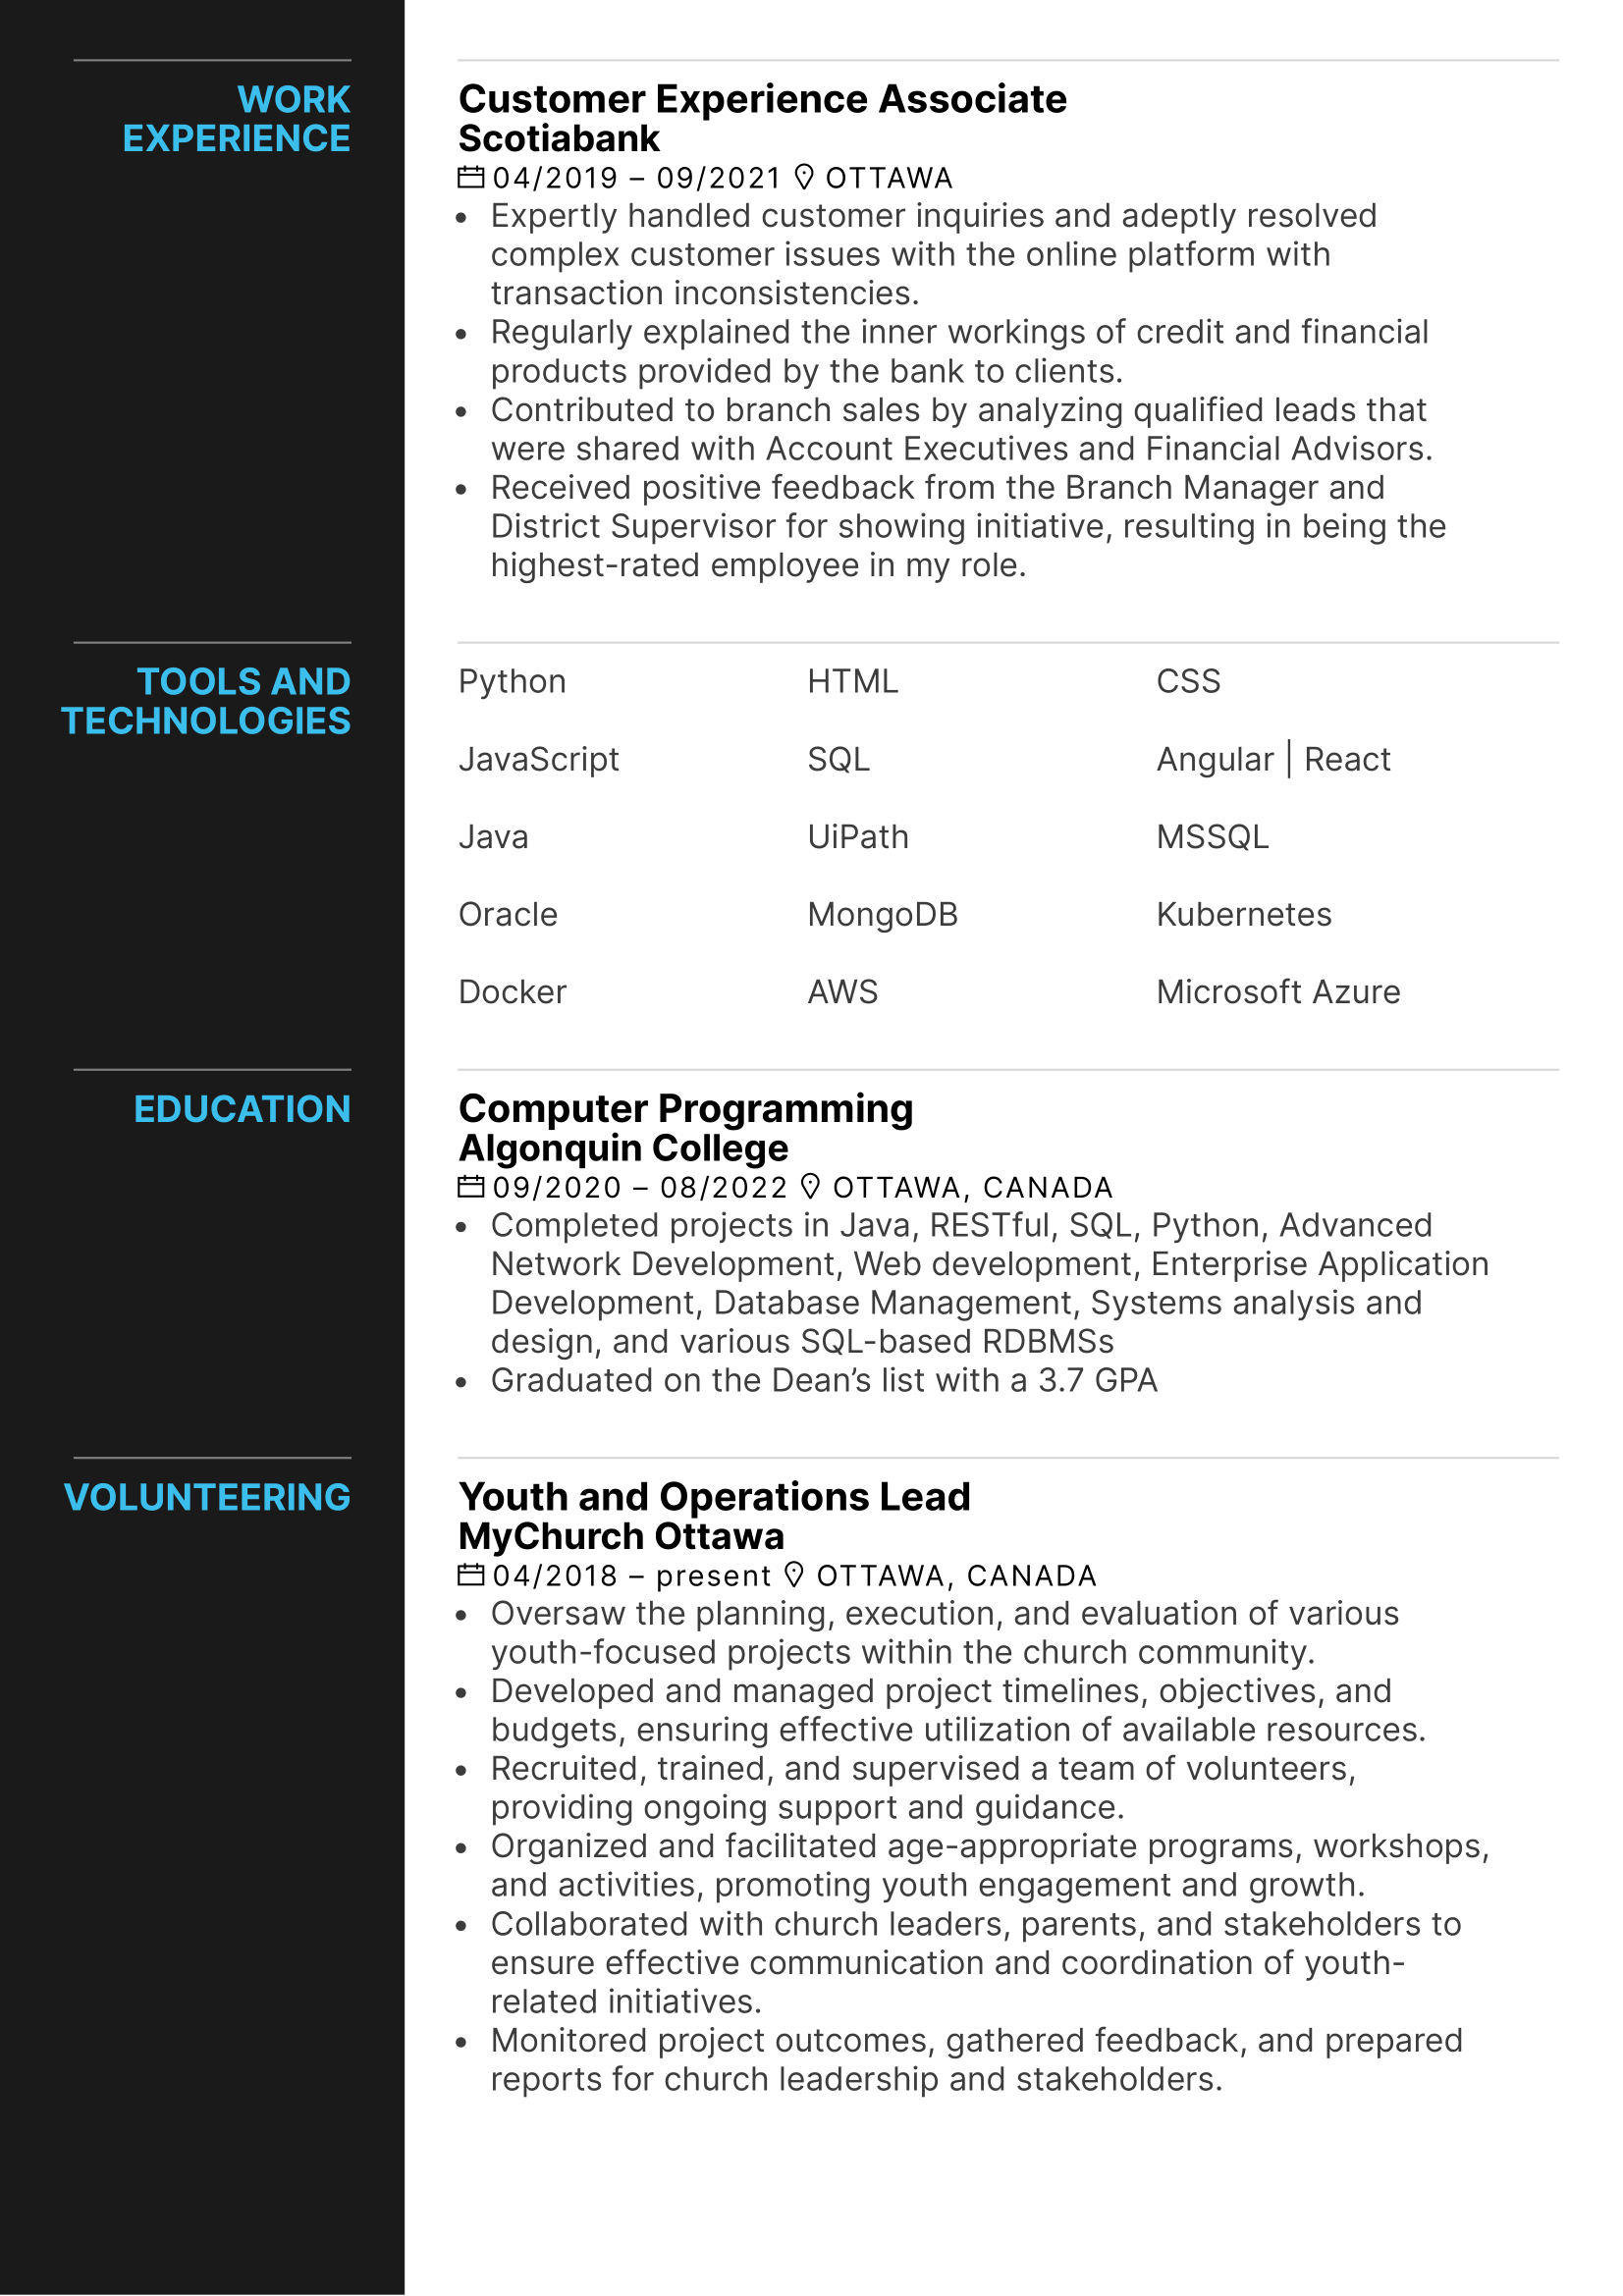 WORK
EXPERIENCE
Customer Experience Associate
Scotiabank
04/2019 – 09/2021 OTTAWA
• Expertly handled customer inquiries and adeptly resolved
complex customer issues with the online platform with
transaction inconsistencies.
• Regularly explained the inner workings of credit and financial
products provided by the bank to clients.
• Contributed to branch sales by analyzing qualified leads that
were shared with Account Executives and Financial Advisors.
• Received positive feedback from the Branch Manager and
District Supervisor for showing initiative, resulting in being the
highest-rated employee in my role.
TOOLS AND
TECHNOLOGIES
Python HTML CSS
JavaScript SQL Angular | React
Java UiPath MSSQL
Oracle MongoDB Kubernetes
Docker AWS Microsoft Azure
EDUCATION
Computer Programming
Algonquin College
09/2020 – 08/2022 OTTAWA, CANADA
• Completed projects in Java, RESTful, SQL, Python, Advanced
Network Development, Web development, Enterprise Application
Development, Database Management, Systems analysis and
design, and various SQL-based RDBMSs
• Graduated on the Dean’s list with a 3.7 GPA
VOLUNTEERING
Youth and Operations Lead
MyChurch Ottawa
04/2018 – present OTTAWA, CANADA
• Oversaw the planning, execution, and evaluation of various
youth-focused projects within the church community.
• Developed and managed project timelines, objectives, and
budgets, ensuring effective utilization of available resources.
• Recruited, trained, and supervised a team of volunteers,
providing ongoing support and guidance.
• Organized and facilitated age-appropriate programs, workshops,
and activities, promoting youth engagement and growth.
• Collaborated with church leaders, parents, and stakeholders to
ensure effective communication and coordination of youth-
related initiatives.
• Monitored project outcomes, gathered feedback, and prepared
reports for church leadership and stakeholders.